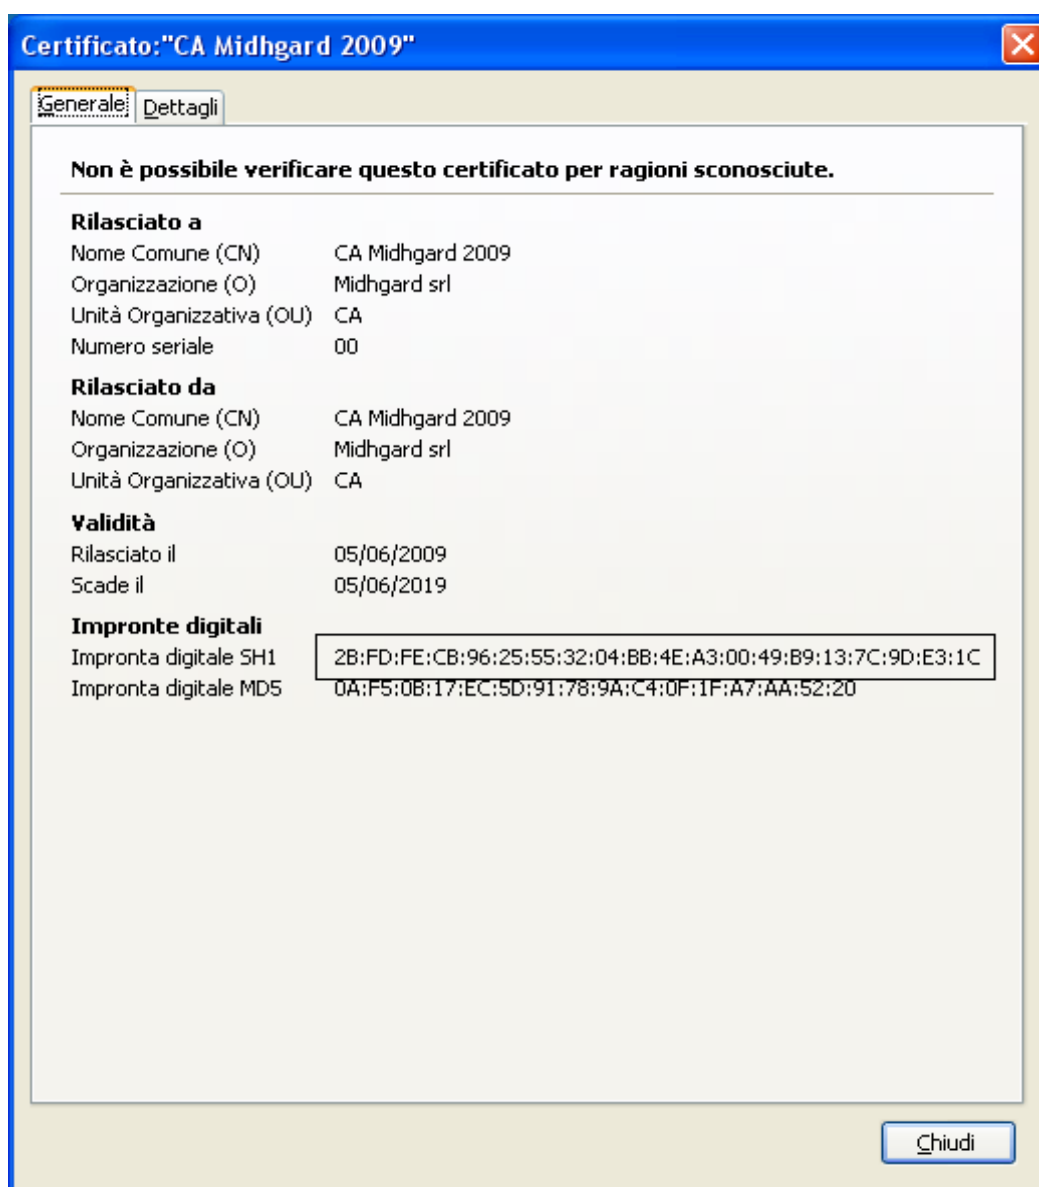 Certificato:"CA Midhgard 2009"
Generale Dettagli
Non è possibile verificare questo certificato per ragioni sconosciute.
Rilasciato a
Nome Comune (CN) CA Midhgard 2009
Organizzazione (O) Midhgard srl
Unità Organizzativa (OU) CA
Numero seriale 00
Rilasciato da
Nome Comune (CN) CA Midhgard 2009
Organizzazione (O) Midhgard srl
Unità Organizzativa (OU) CA
Validità
Rilasciato il 05/06/2009
Scade il 05/06/2019
Impronte digitali
Impronta digitale SH1 2B:FD:FE:CB:96:25:55:32:04:BB:4E:A3:00:49:B9:13:7C:9D:E3:1C
Impronta digitale MD5 0A:F5:0B:17:EC:5D:91:78:9A:C4:0F:1F:A7:AA:52:20
Chiudi